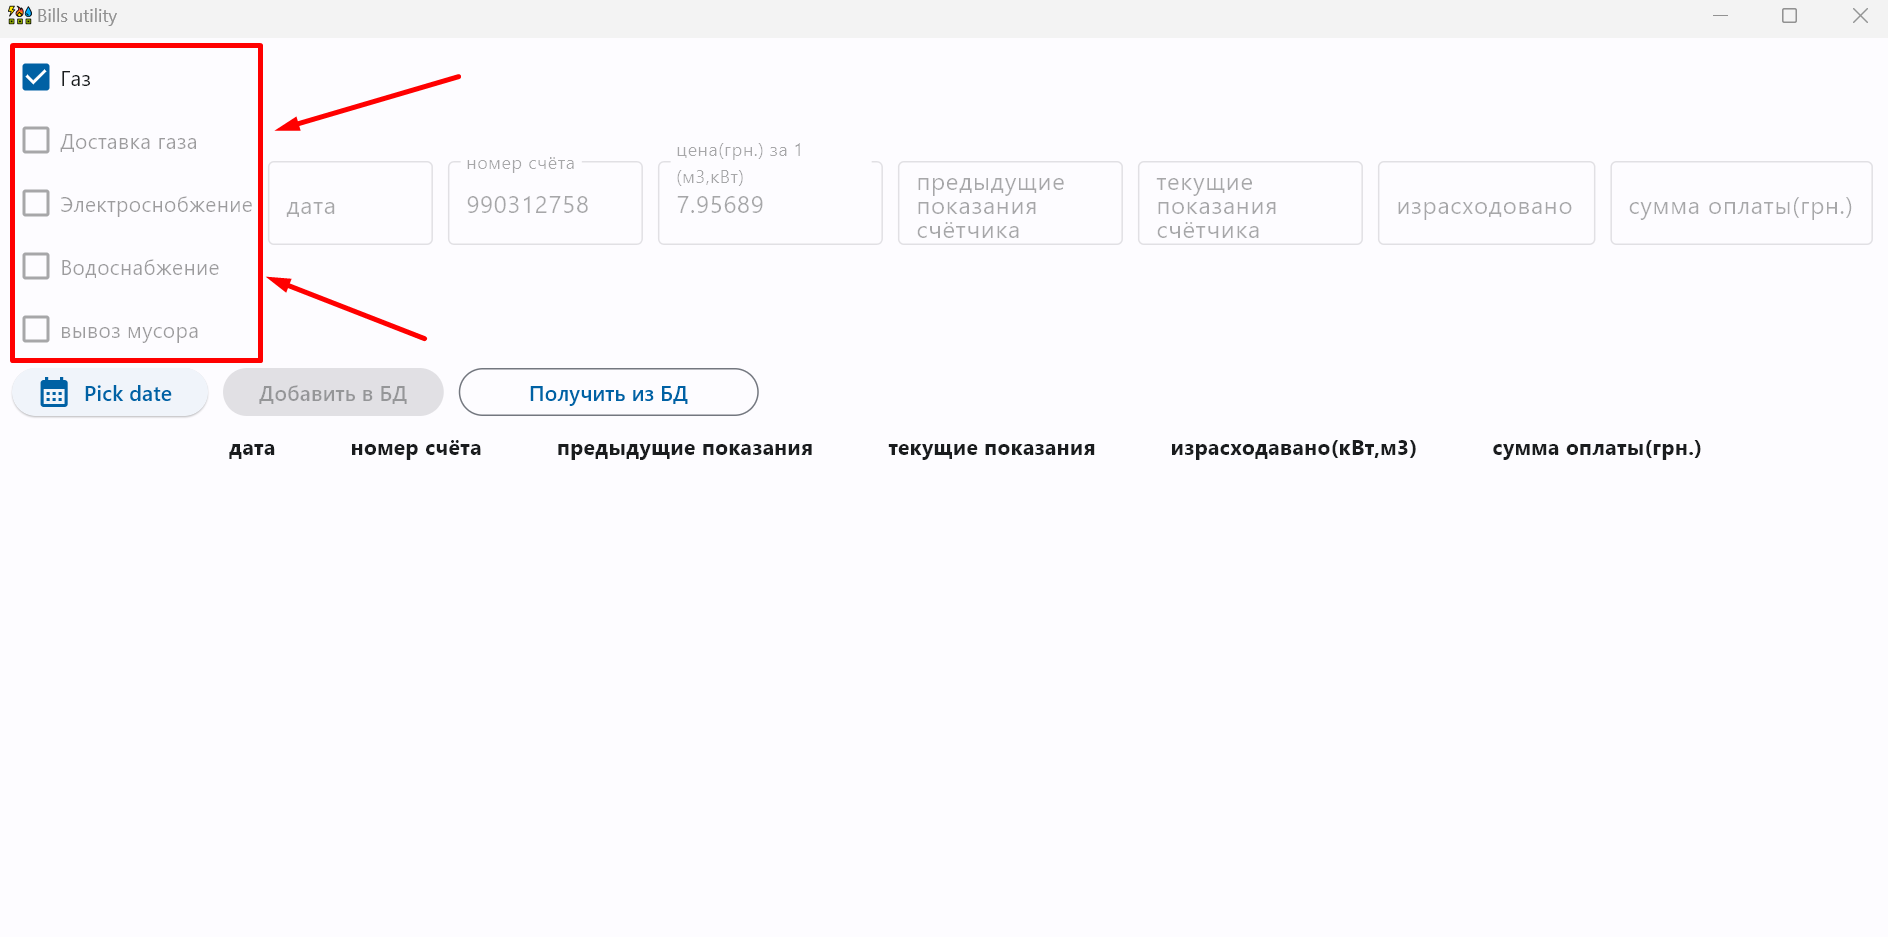 Bills utility
Газ
Доставка газа
Электроснобжение
Водоснабжение
вывоз мусора
дата
номер счёта
990312758
цена(грн.) за 1
(м3,кВт)
7.95689
предыдущие
показания
счётчика
текущие
показания
счётчика
израсходовано
сумма оплаты(грн.)
Pick date
Добавить в БД
Получить из БД
дата номер счёта предыдущие показания текущие показания израсходавано(кВт,м3) сумма оплаты(грн.)